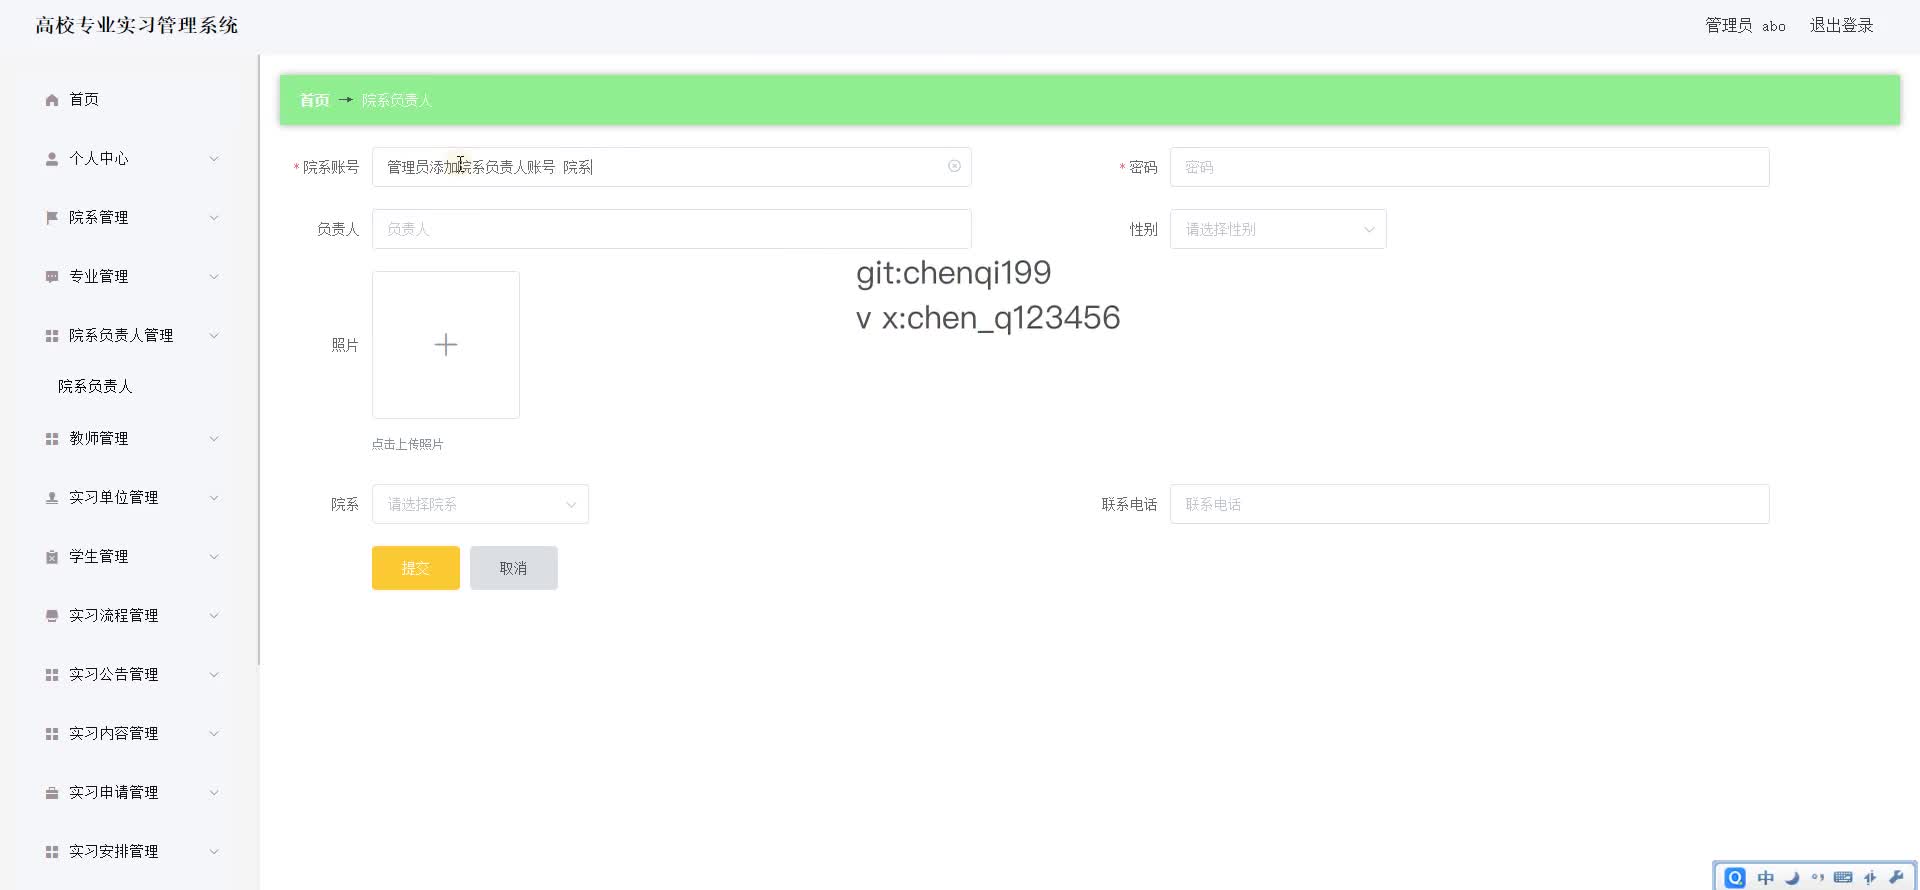 高校专业实习管理系统
管理员 abo 退出登录
首页
个人中心
院系管理
专业管理
院系负责人管理
院系负责人
教师管理
实习单位管理
学生管理
实习流程管理
实习公告管理
实习内容管理
实习申请管理
实习安排管理
首页 → 院系负责人
* 院系账号 管理员添加院系负责人账号 院系
* 密码 密码
负责人 负责人
性别 请选择性别
git:chenqi199
v x:chen_q123456
照片
点击上传照片
院系 请选择院系
联系电话 联系电话
提交 取消
中